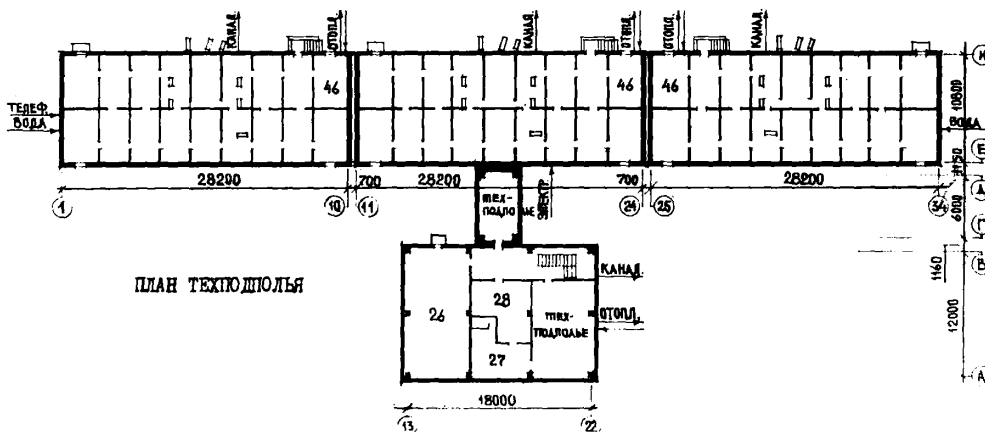 КАНАЛ. ОТОПЛ. КАНАЛ. ОТОПЛ. ОТОПЛ. КАНАЛ.
И
46 46 46
10800
ТЕЛЕФ.
ВОДА ВОДА
Е
1150
28200 700 28200 700 28200
1 10 11 24 25 34
ЭЛЕКТР
А
6000
Г
тех-
подполье
В
1160
ПЛАН ТЕХПОДПОЛЬЯ
КАНАЛ.
26 28 тех-
подполье
ОТОПЛ.
12000
27
А
18000
13 22